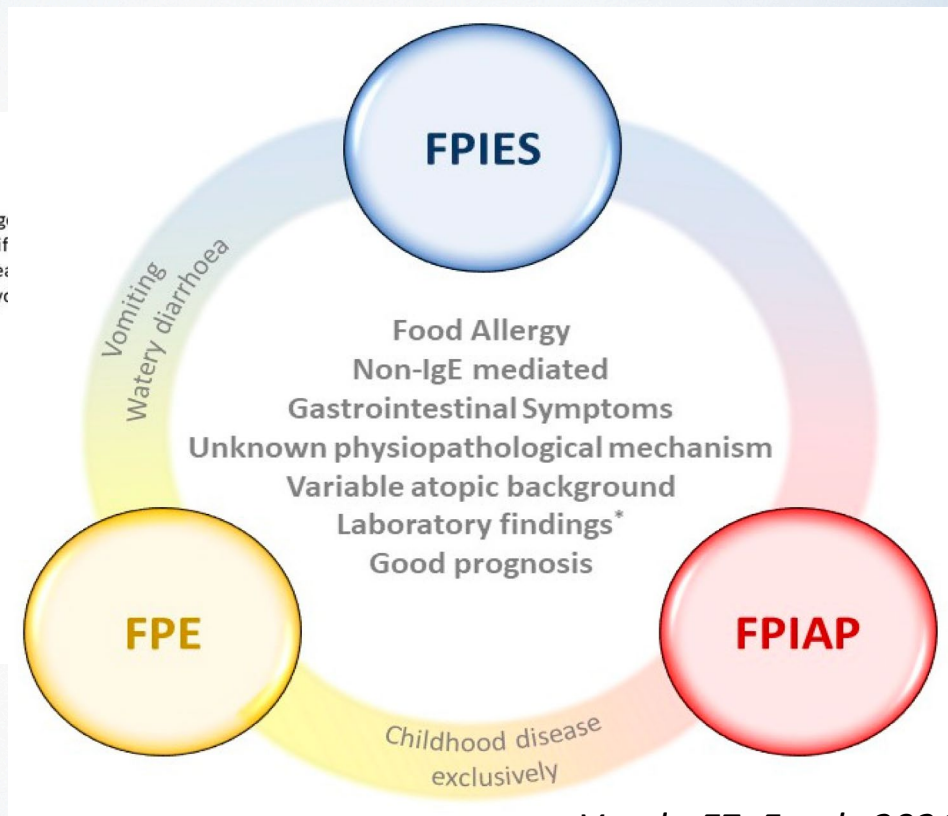 FPIES
Vomiting
Watery diarrhoea
Food Allergy
Non-IgE mediated
Gastrointestinal Symptoms
Unknown physiopathological mechanism
Variable atopic background
Laboratory findings*
Good prognosis
FPE
FPIAP
Childhood disease
exclusively